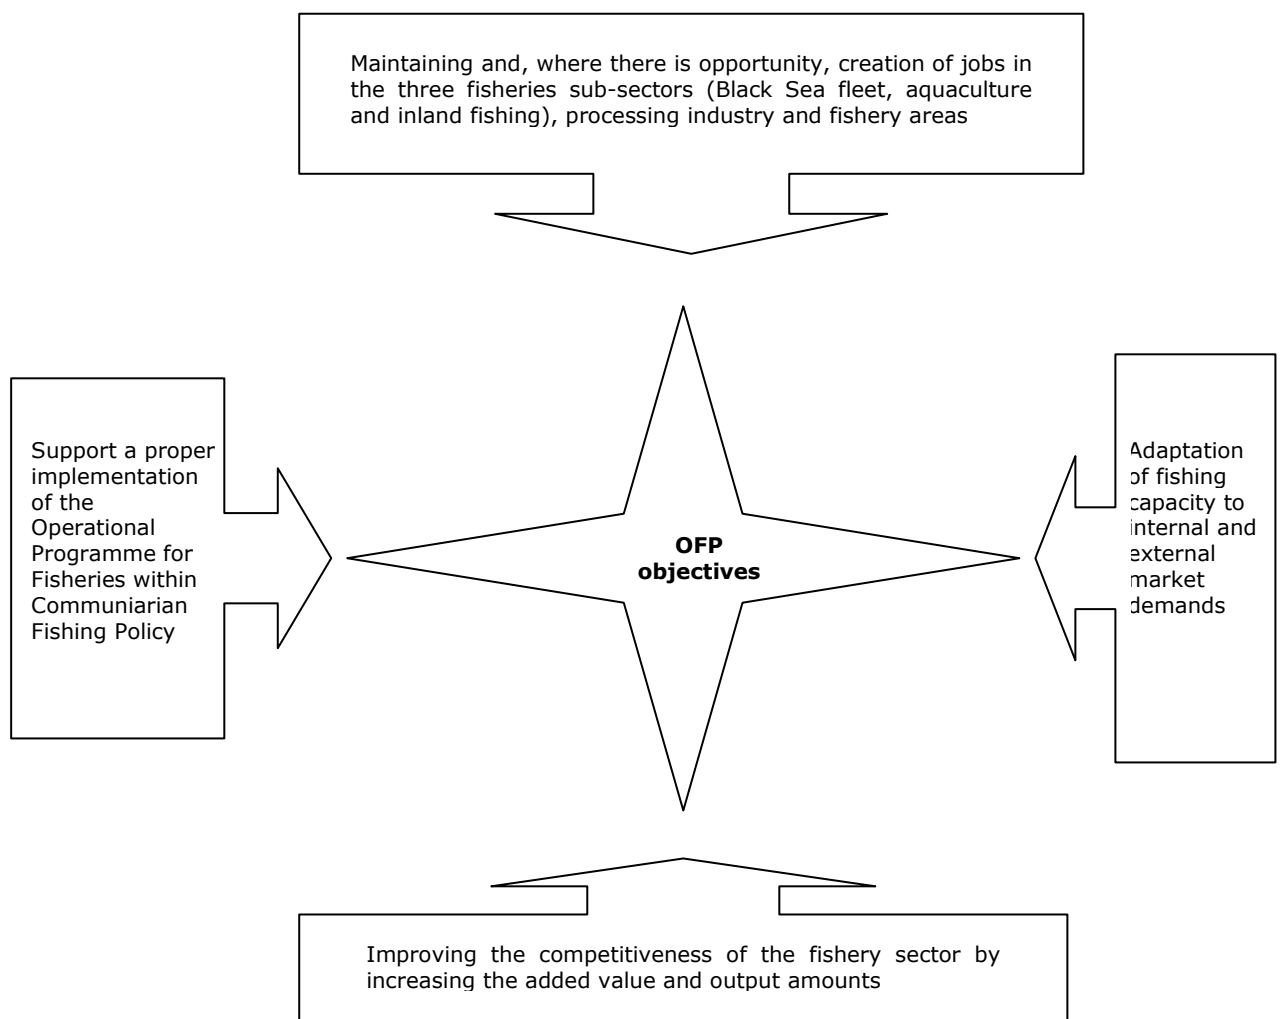 Maintaining and, where there is opportunity, creation of jobs in
the three fisheries sub-sectors (Black Sea fleet, aquaculture
and inland fishing), processing industry and fishery areas
Support a proper
implementation
of the
Operational
Programme for
Fisheries within
Communiarian
Fishing Policy
OFP
objectives
Adaptation
of fishing
capacity to
internal and
external
market
demands
Improving the competitiveness of the fishery sector by
increasing the added value and output amounts